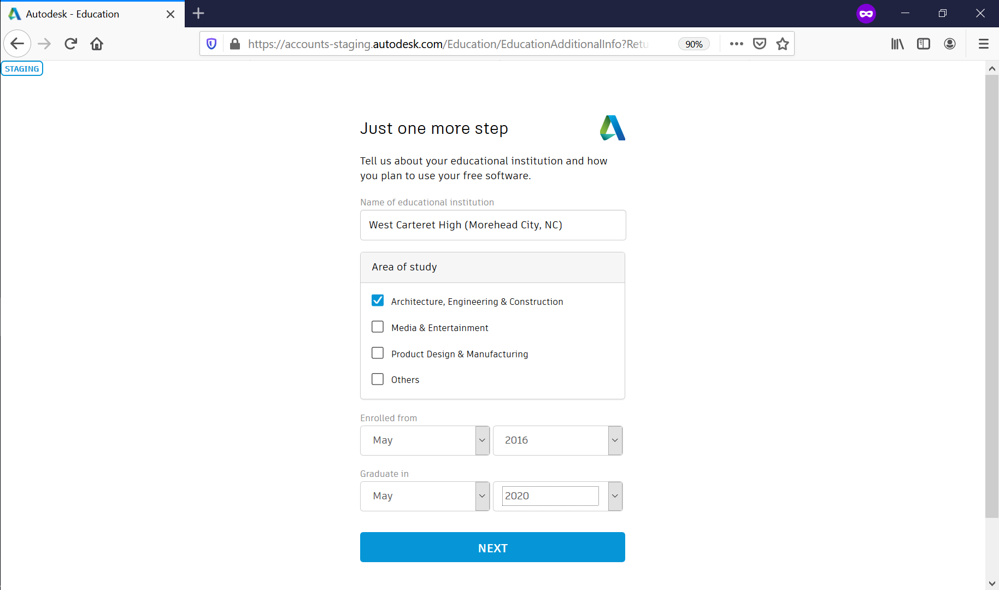 Autodesk - Education
https://accounts-staging.autodesk.com/Education/EducationAdditionalInfo?Retu
90%
STAGING
Just one more step
Tell us about your educational institution and how
you plan to use your free software.
Name of educational institution
West Carteret High (Morehead City, NC)
Area of study
Architecture, Engineering & Construction
Media & Entertainment
Product Design & Manufacturing
Others
Enrolled from
May 2016
Graduate in
May 2020
NEXT